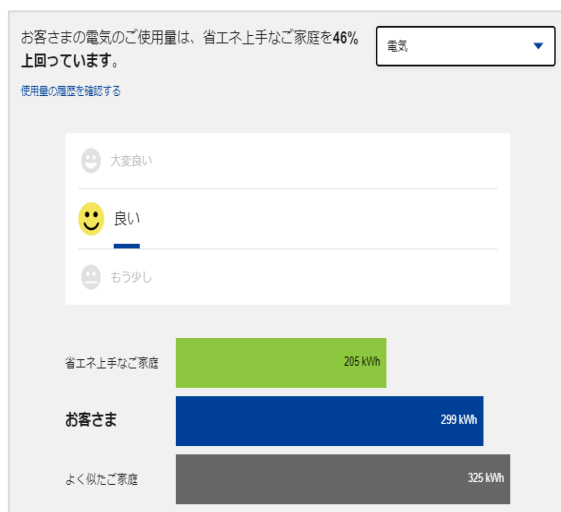 お客さまの電気のご使用量は、省エネ上手なご家庭を46%
上回っています。
電気
使用量の履歴を確認する
大変良い
良い
もう少し
省エネ上手なご家庭
205 kWh
お客さま
299 kWh
よく似たご家庭
325 kWh